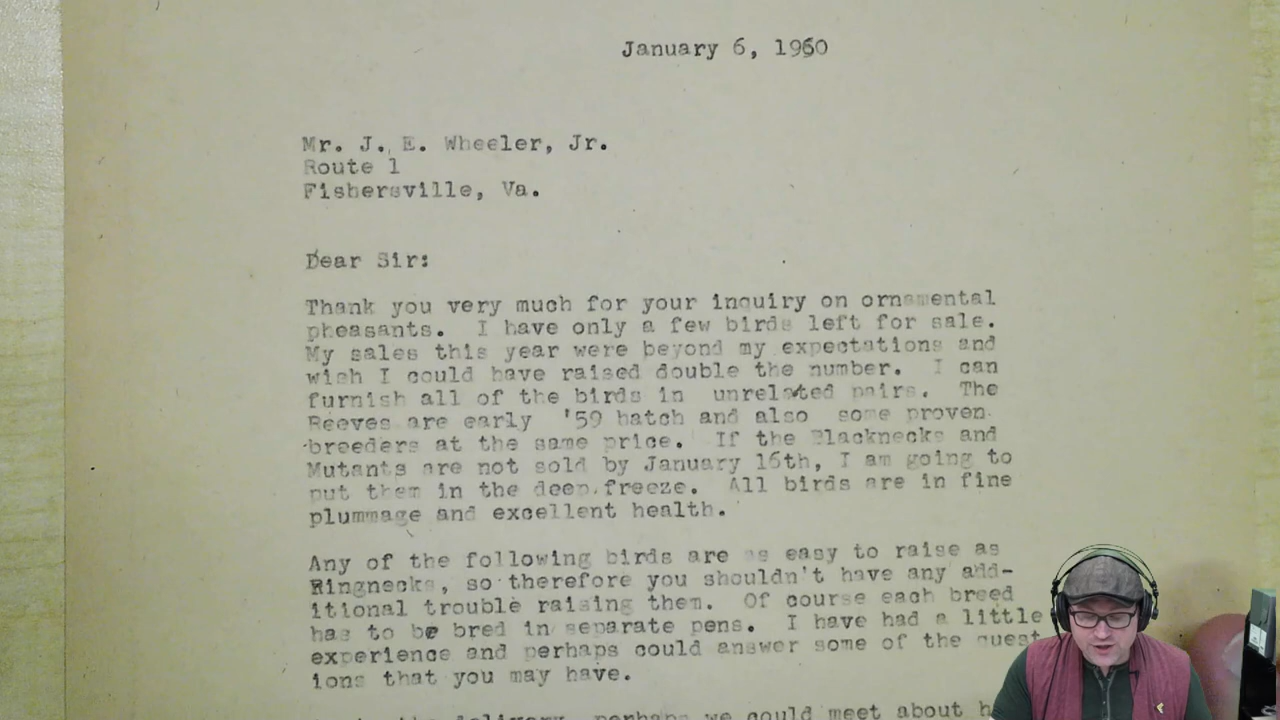 January 6, 1960
Mr. J. E. Wheeler, Jr.
Route 1
Fishersville, Va.
Dear Sir:
Thank you very much for your inquiry on ornamental
pheasants. I have only a few birds left for sale.
My sales this year were beyond my expectations and
wish I could have raised double the number. I can
furnish all of the birds in unrelated pairs. The
Reeves are early '59 hatch and also some proven
breeders at the same price. If the Blacknecks and
Mutants are not sold by January 16th, I am going to
put them in the deep freeze. All birds are in fine
plummage and excellent health.
Any of the following birds are as easy to raise as
Ringnecks, so therefore you shouldn't have any add-
itional trouble raising them. Of course each breed
has to be bred in separate pens. I have had a little
experience and perhaps could answer some of the quest
ions that you may have.
the delivery, perhaps we could meet about h